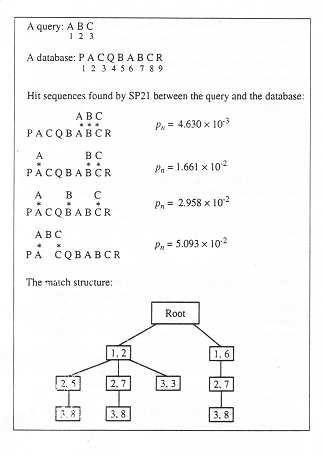 A query: A B C
1 2 3
A database: P A C Q B A B C R
1 2 3 4 5 6 7 8 9
Hit sequences found by SP21 between the query and the database:
A B C
* * *
P A C Q B A B C R
pn = 4.630 × 10-3
A B C
* * *
P A C Q B A B C R
pn = 1.661 × 10-2
A B C
* * *
P A C Q B A B C R
pn = 2.958 × 10-2
A B C
* *
P A C Q B A B C R
pn = 5.093 × 10-2
The match structure:
Root
1, 2 1, 6
2, 5 2, 7 3, 3 2, 7
3, 8 3, 8 3, 8